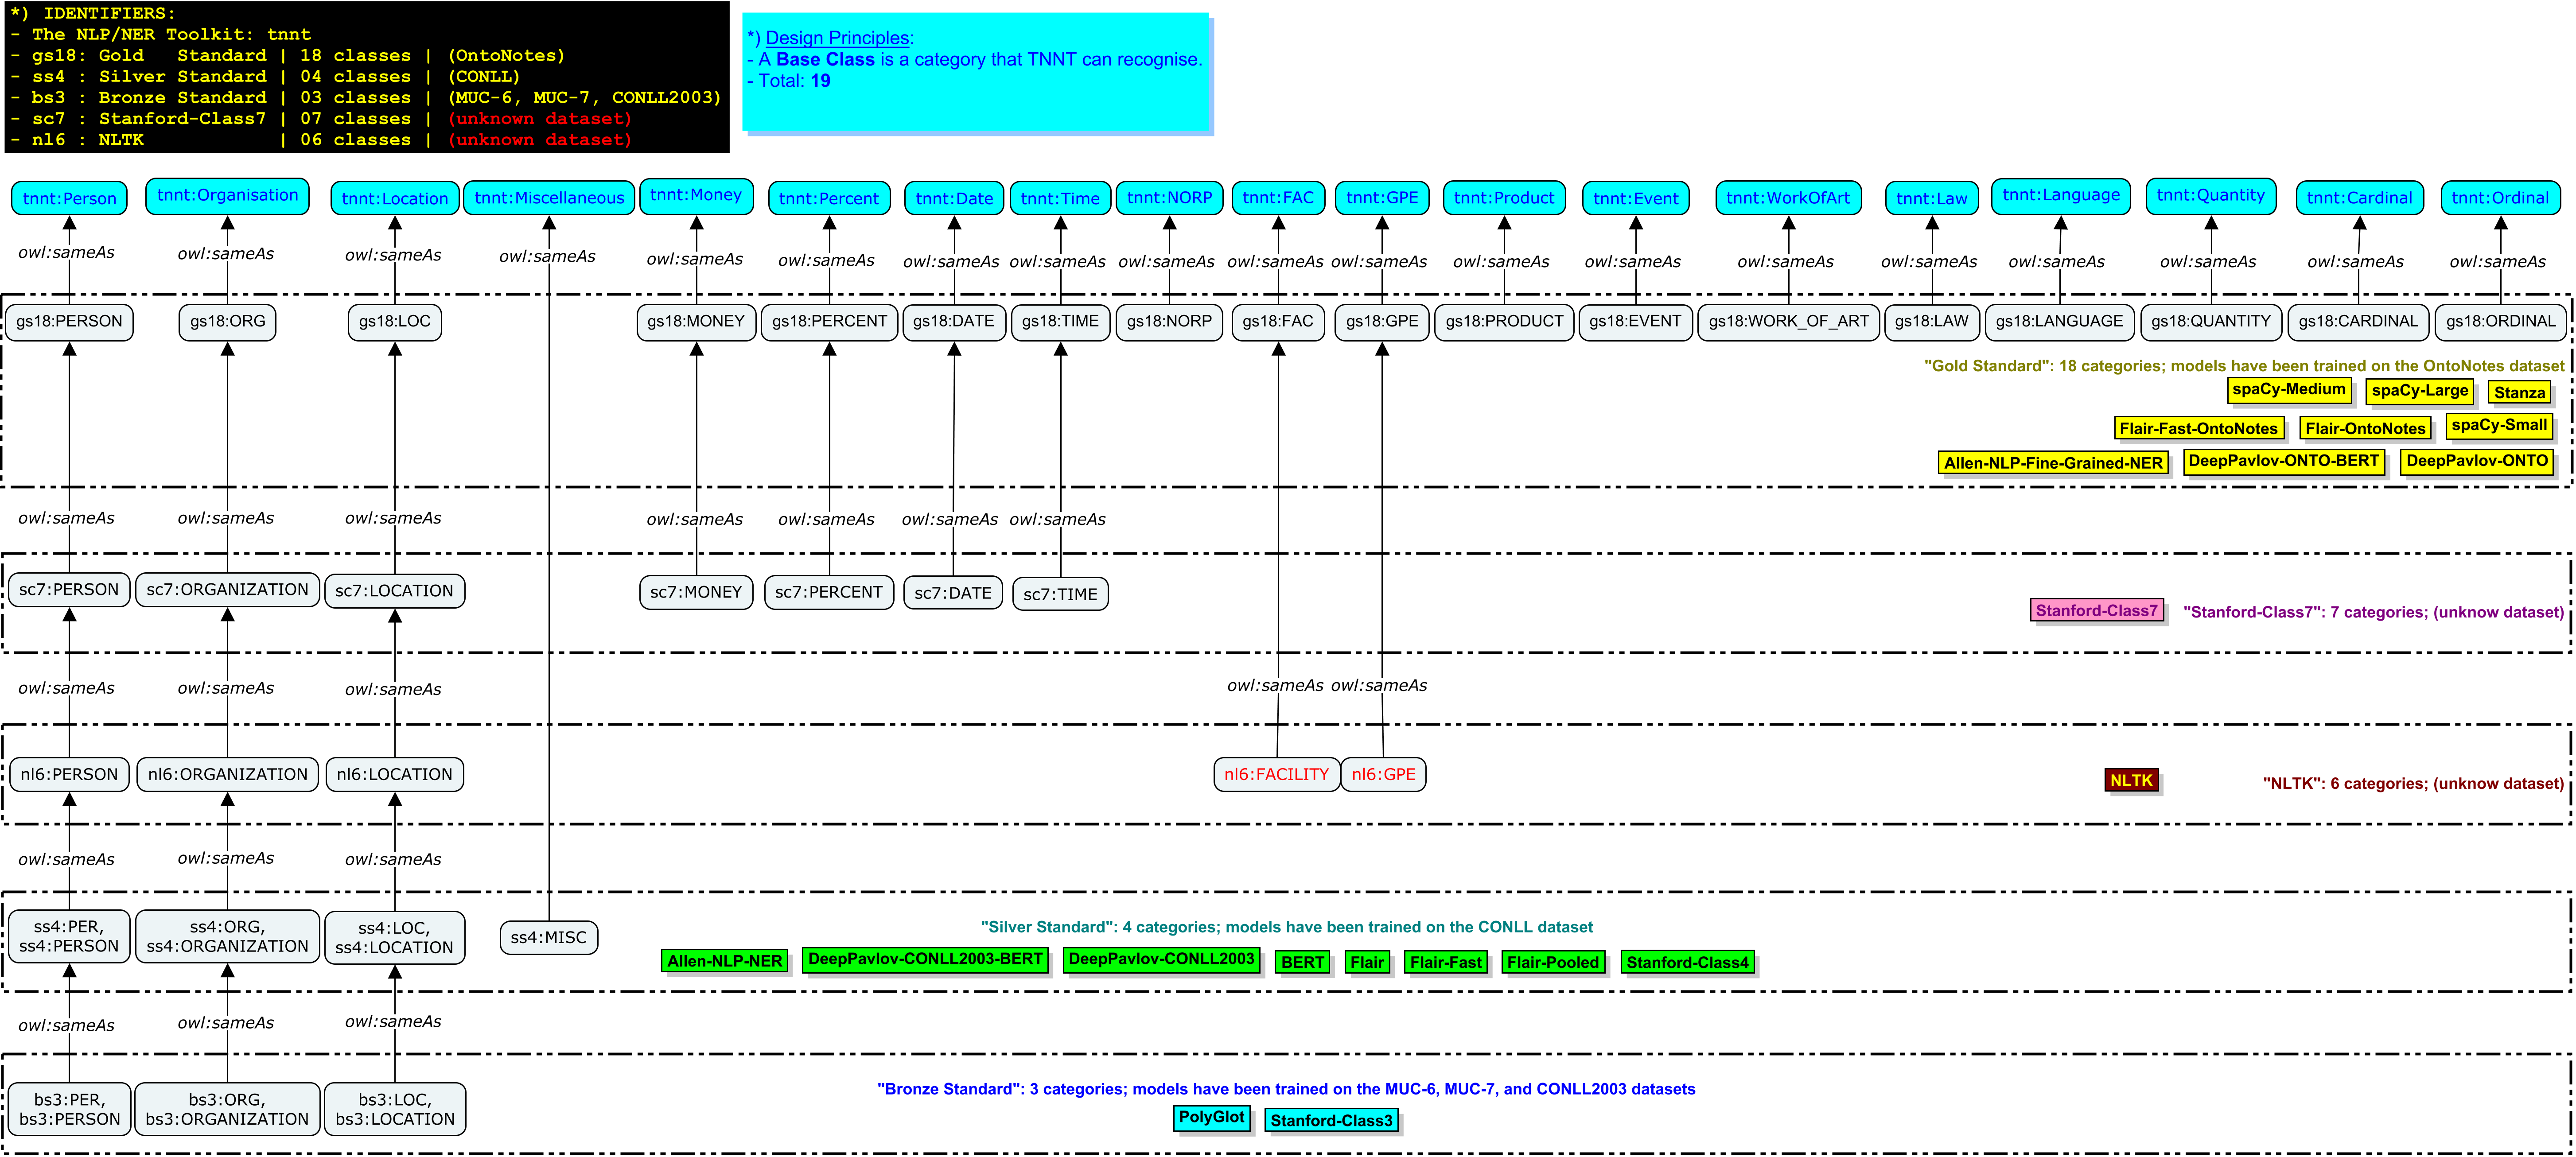 *) IDENTIFIERS:
- The NLP/NER Toolkit: tnnt
- gs18: Gold   Standard | 18 classes | (OntoNotes)
- ss4 : Silver Standard | 04 classes | (CONLL)
- bs3 : Bronze Standard | 03 classes | (MUC-6, MUC-7, CONLL2003)
- sc7 : Stanford-Class7 | 07 classes | (unknown dataset)
- nl6 : NLTK            | 06 classes | (unknown dataset)
*) Design Principles:
- A Base Class is a category that TNNT can recognise.
- Total: 19
tnnt:Person tnnt:Organisation tnnt:Location tnnt:Miscellaneous tnnt:Money tnnt:Percent tnnt:Date tnnt:Time tnnt:NORP tnnt:FAC tnnt:GPE tnnt:Product tnnt:Event tnnt:WorkOfArt tnnt:Law tnnt:Language tnnt:Quantity tnnt:Cardinal tnnt:Ordinal
owl:sameAs owl:sameAs owl:sameAs owl:sameAs owl:sameAs owl:sameAs owl:sameAs owl:sameAs owl:sameAs owl:sameAs owl:sameAs owl:sameAs owl:sameAs owl:sameAs owl:sameAs owl:sameAs owl:sameAs owl:sameAs owl:sameAs
gs18:PERSON gs18:ORG gs18:LOC gs18:MONEY gs18:PERCENT gs18:DATE gs18:TIME gs18:NORP gs18:FAC gs18:GPE gs18:PRODUCT gs18:EVENT gs18:WORK_OF_ART gs18:LAW gs18:LANGUAGE gs18:QUANTITY gs18:CARDINAL gs18:ORDINAL
"Gold Standard": 18 categories; models have been trained on the OntoNotes dataset
spaCy-Medium spaCy-Large Stanza
Flair-Fast-OntoNotes Flair-OntoNotes spaCy-Small
Allen-NLP-Fine-Grained-NER DeepPavlov-ONTO-BERT DeepPavlov-ONTO
owl:sameAs owl:sameAs owl:sameAs owl:sameAs owl:sameAs owl:sameAs owl:sameAs
sc7:PERSON sc7:ORGANIZATION sc7:LOCATION sc7:MONEY sc7:PERCENT sc7:DATE sc7:TIME
Stanford-Class7 "Stanford-Class7": 7 categories; (unknow dataset)
owl:sameAs owl:sameAs owl:sameAs owl:sameAs owl:sameAs
nl6:PERSON nl6:ORGANIZATION nl6:LOCATION nl6:FACILITY nl6:GPE
NLTK "NLTK": 6 categories; (unknow dataset)
owl:sameAs owl:sameAs owl:sameAs
ss4:PER, ss4:ORG, ss4:LOC,
ss4:PERSON ss4:ORGANIZATION ss4:LOCATION ss4:MISC
"Silver Standard": 4 categories; models have been trained on the CONLL dataset
Allen-NLP-NER DeepPavlov-CONLL2003-BERT DeepPavlov-CONLL2003 BERT Flair Flair-Fast Flair-Pooled Stanford-Class4
owl:sameAs owl:sameAs owl:sameAs
bs3:PER, bs3:ORG, bs3:LOC,
bs3:PERSON bs3:ORGANIZATION bs3:LOCATION
"Bronze Standard": 3 categories; models have been trained on the MUC-6, MUC-7, and CONLL2003 datasets
PolyGlot Stanford-Class3